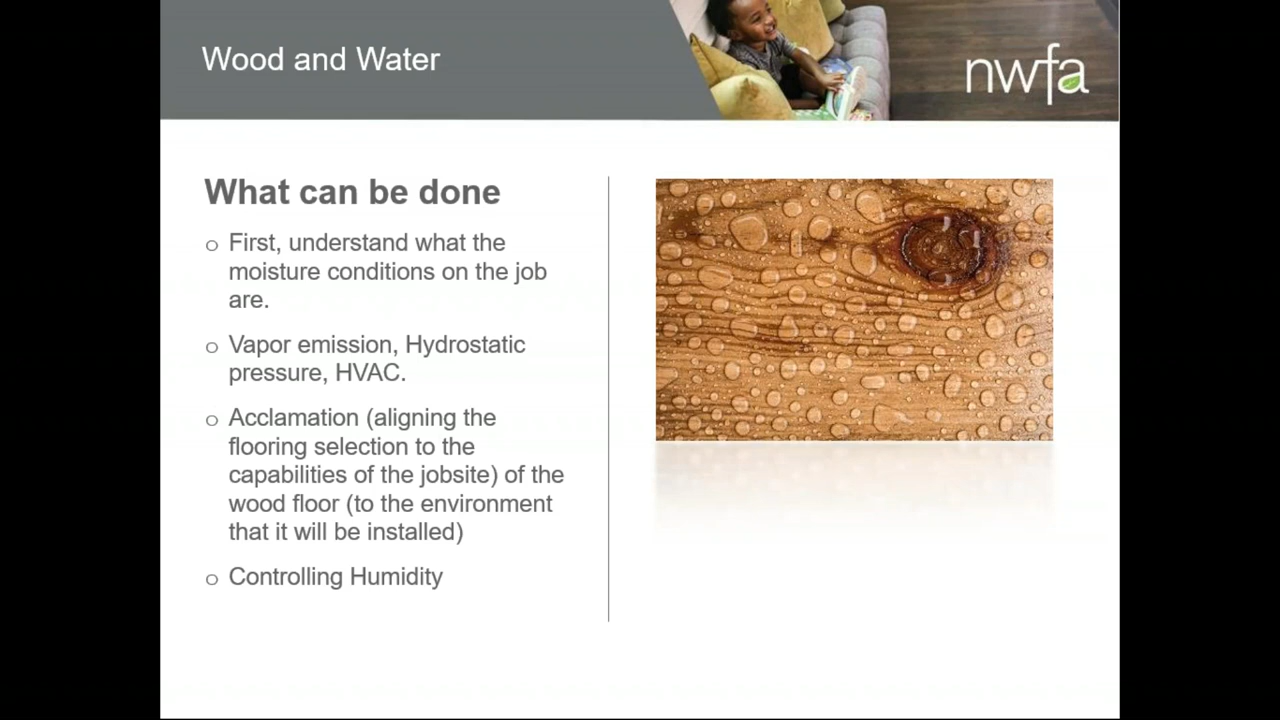 Wood and Water
nwfa
What can be done
o First, understand what the
moisture conditions on the job
are.
o Vapor emission, Hydrostatic
pressure, HVAC.
o Acclamation (aligning the
flooring selection to the
capabilities of the jobsite) of the
wood floor (to the environment
that it will be installed)
o Controlling Humidity